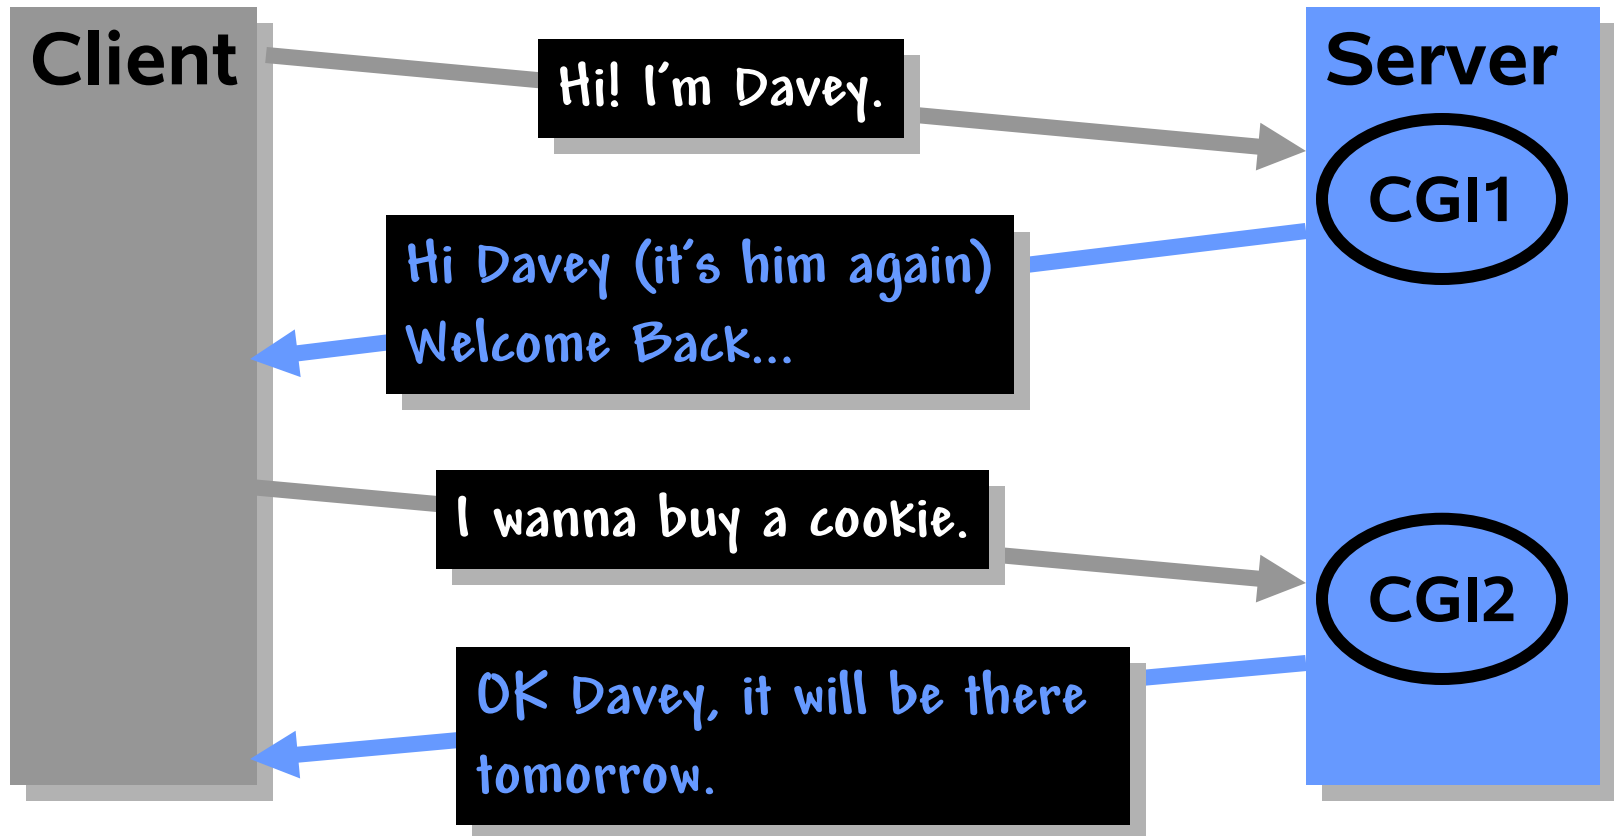 Client
Server
Hi! I'm Davey.
CGI1
Hi Davey (it's him again)
Welcome Back...
I wanna buy a cookie.
CGI2
OK Davey, it will be there
tomorrow.